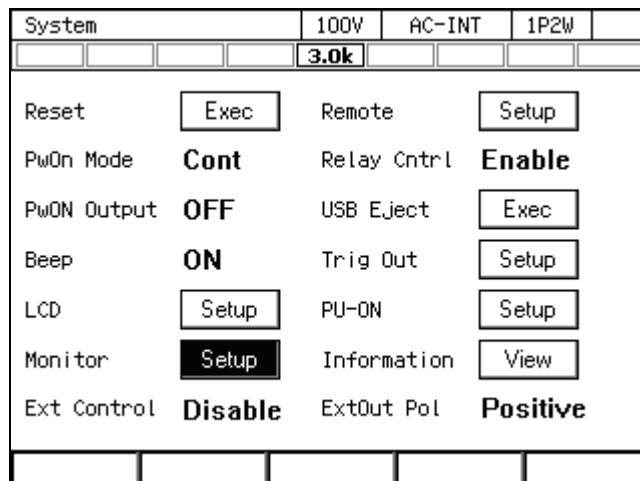 System 100V AC-INT 1P2W
3.0k
Reset Exec Remote Setup
PwOn Mode Cont Relay Cntrl Enable
PwON Output OFF USB Eject Exec
Beep ON Trig Out Setup
LCD Setup PU-ON Setup
Monitor Setup Information View
Ext Control Disable ExtOut Pol Positive